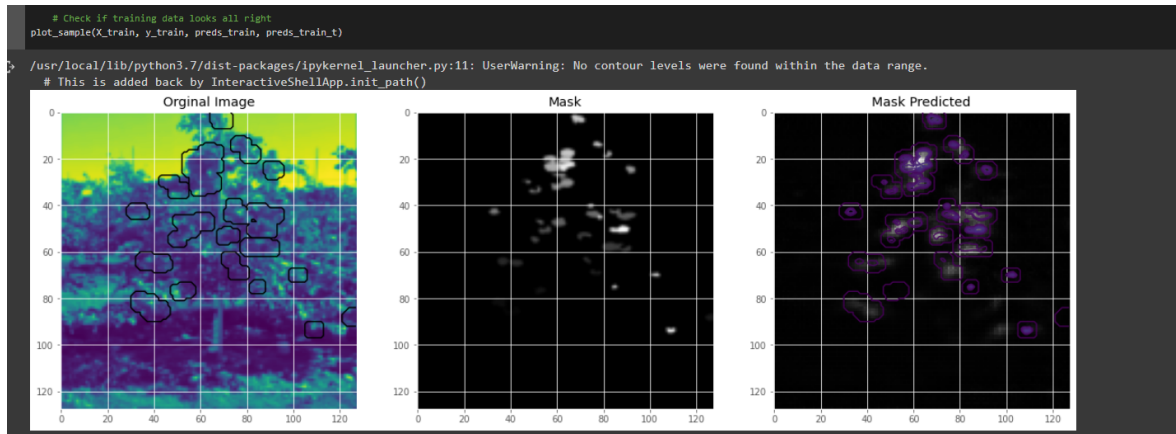 # Check if training data looks all right
plot_sample(X_train, y_train, preds_train, preds_train_t)
/usr/local/lib/python3.7/dist-packages/ipykernel_launcher.py:11: UserWarning: No contour levels were found within the data range.
# This is added back by InteractiveShellApp.init_path()
Orginal Image
Mask
Mask Predicted
0
20
40
60
80
100
120
0 20 40 60 80 100 120
0
20
40
60
80
100
120
0 20 40 60 80 100 120
0
20
40
60
80
100
120
0 20 40 60 80 100 120